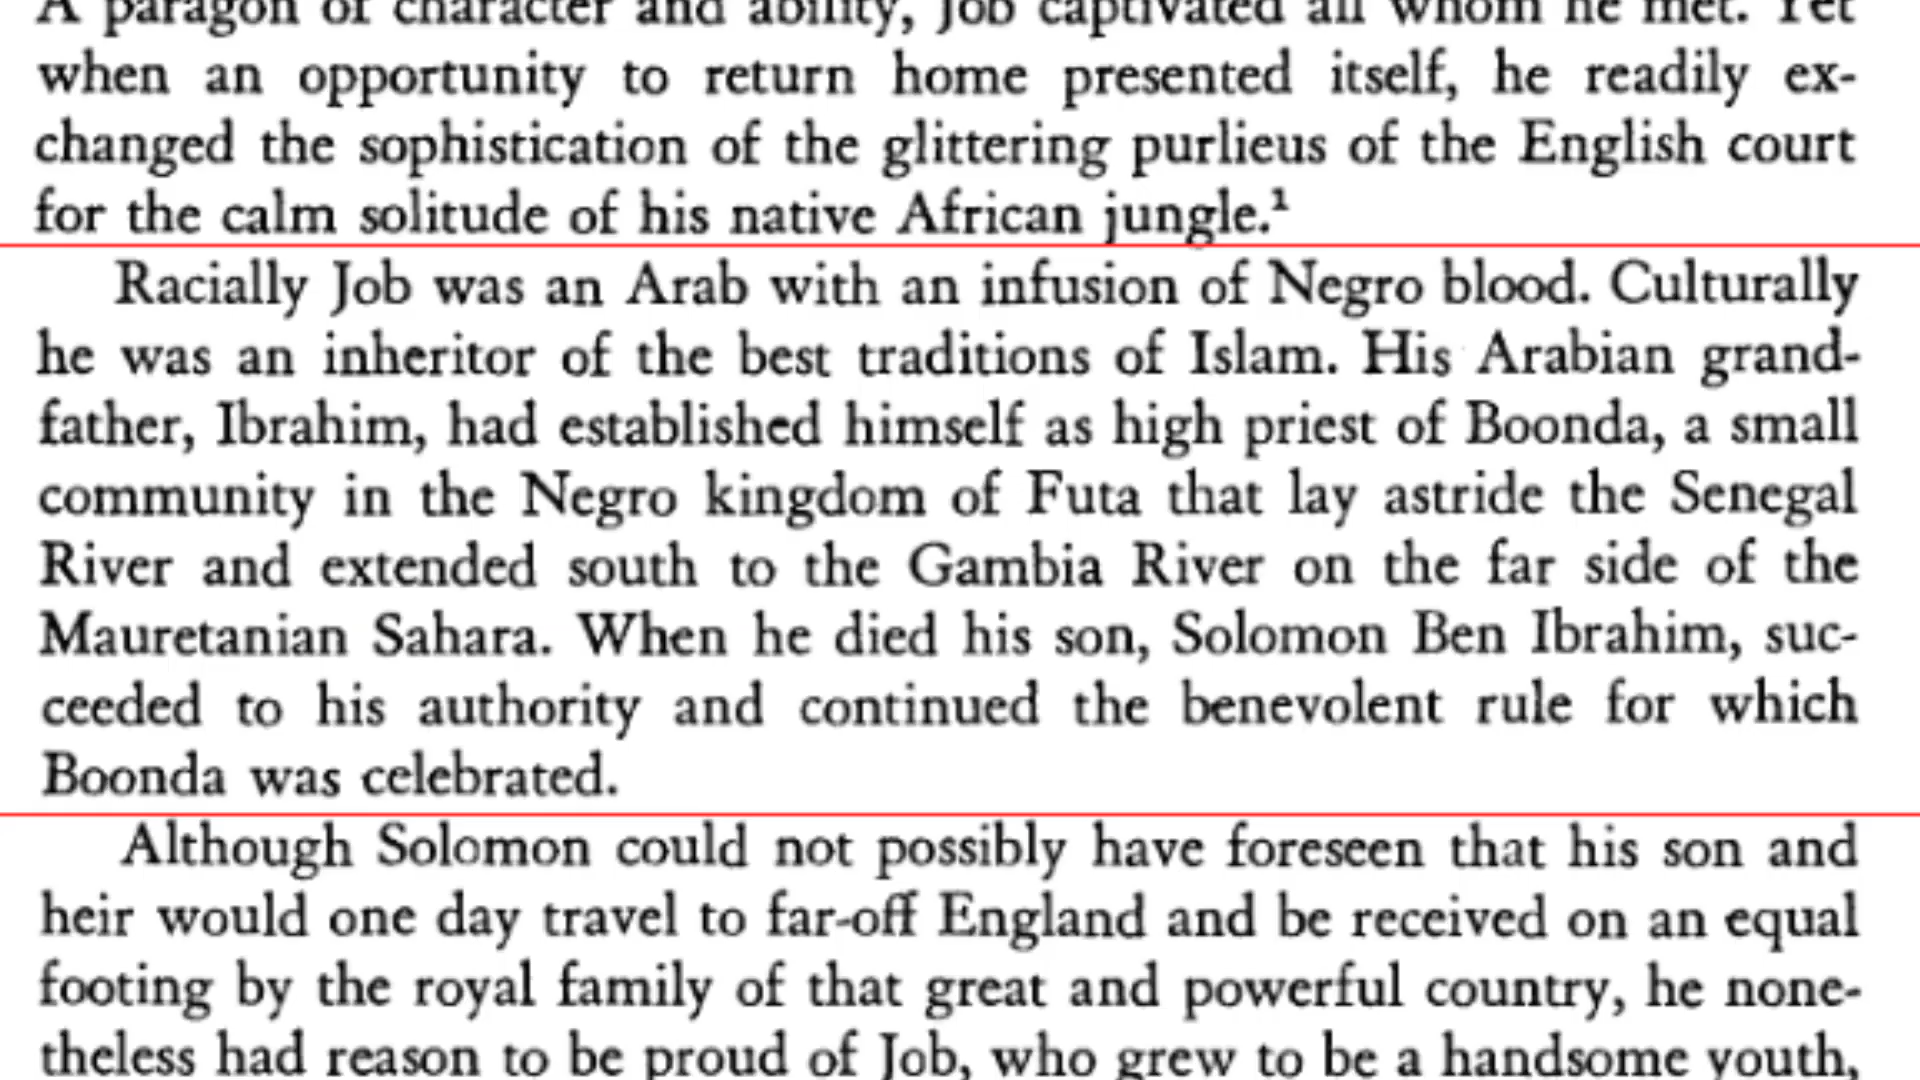 A paragon of character and ability, Job captivated all whom he met. Yet
when an opportunity to return home presented itself, he readily ex-
changed the sophistication of the glittering purlieus of the English court
for the calm solitude of his native African jungle.¹
Racially Job was an Arab with an infusion of Negro blood. Culturally
he was an inheritor of the best traditions of Islam. His Arabian grand-
father, Ibrahim, had established himself as high priest of Boonda, a small
community in the Negro kingdom of Futa that lay astride the Senegal
River and extended south to the Gambia River on the far side of the
Mauretanian Sahara. When he died his son, Solomon Ben Ibrahim, suc-
ceeded to his authority and continued the benevolent rule for which
Boonda was celebrated.
Although Solomon could not possibly have foreseen that his son and
heir would one day travel to far-off England and be received on an equal
footing by the royal family of that great and powerful country, he none-
theless had reason to be proud of Job, who grew to be a handsome youth,